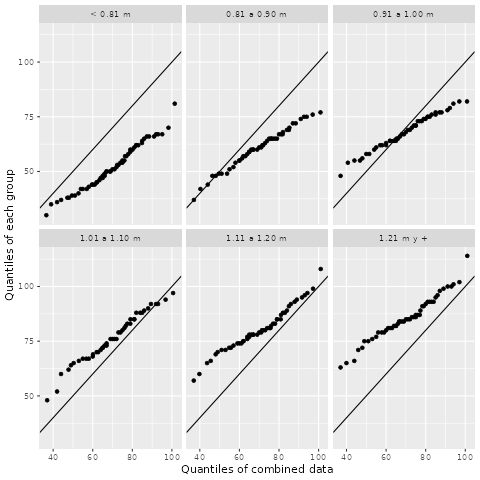 < 0.81 m
0.81 a 0.90 m
0.91 a 1.00 m
100
75
50
1.01 a 1.10 m
1.11 a 1.20 m
1.21 m y +
100
75
50
40 60 80 100
40 60 80 100
40 60 80 100
Quantiles of combined data
Quantiles of each group